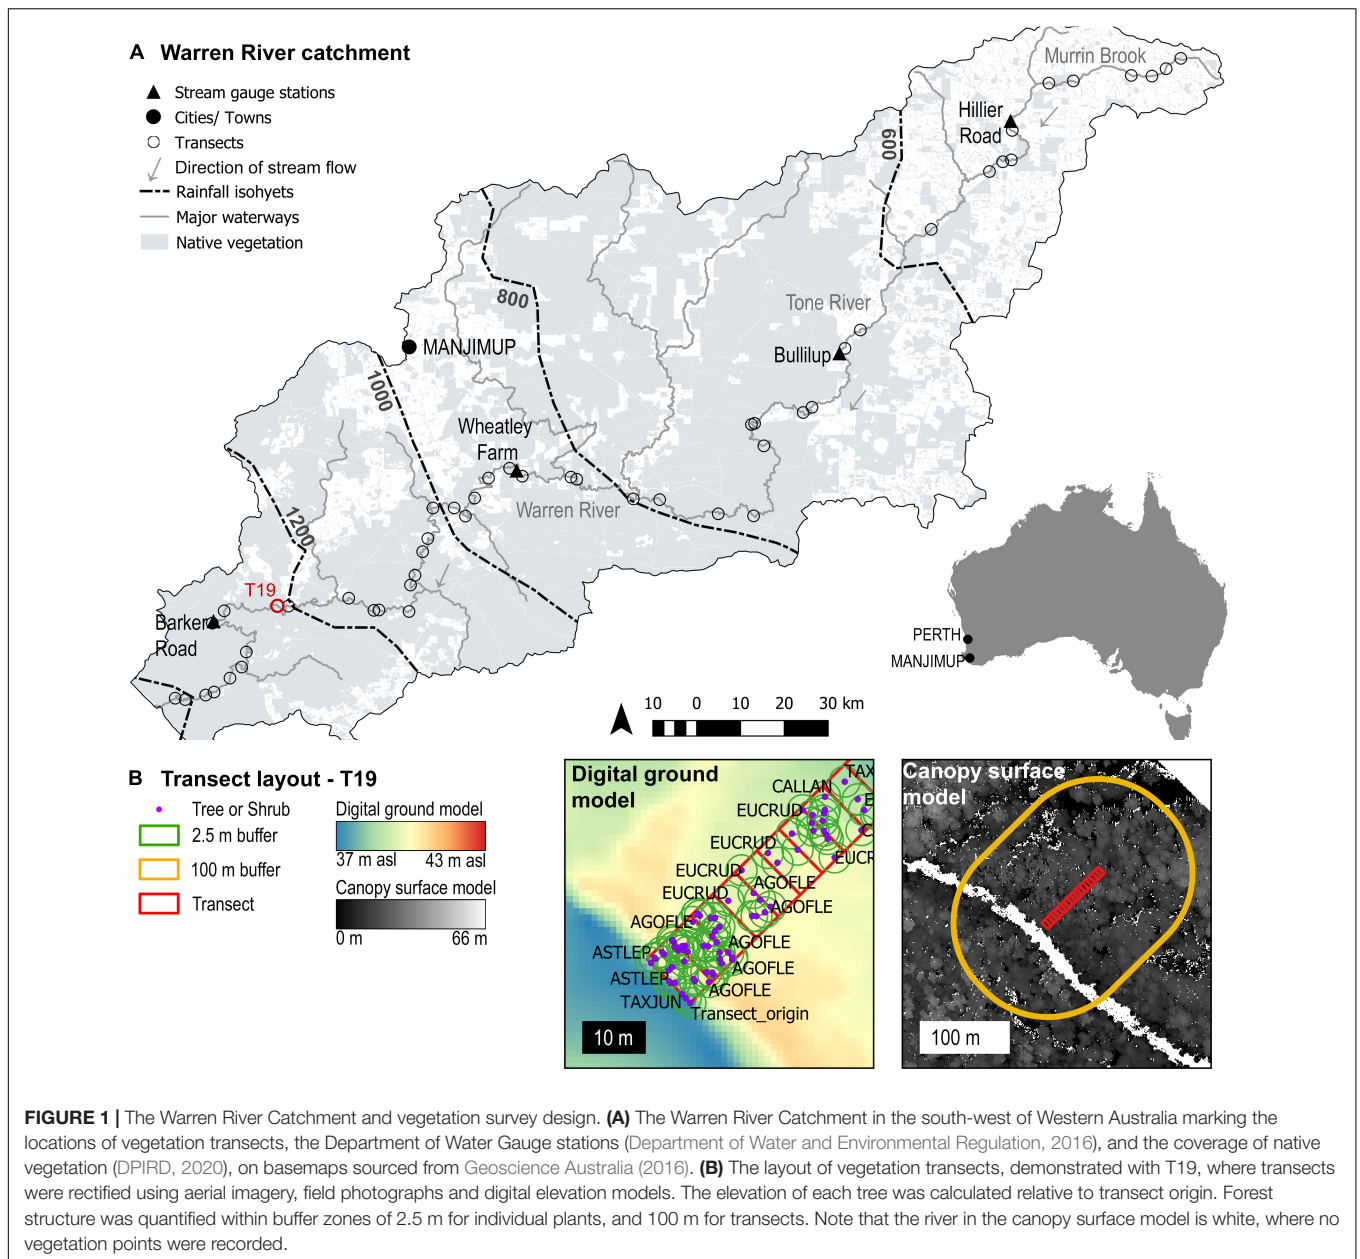 A Warren River catchment
Stream gauge stations
Cities/ Towns
Transects
Direction of stream flow
Rainfall isohyets
Major waterways
Native vegetation
Murrin Brook
Hillier
Road
600
800
Tone River
Bullilup
MANJIMUP
1000
Wheatley
Farm
Warren River
1200
T19
Barker
Road
PERTH
MANJIMUP
10 0 10 20 30 km
B Transect layout - T19
Tree or Shrub
2.5 m buffer
100 m buffer
Transect
Digital ground model
37 m asl 43 m asl
Canopy surface model
0 m 66 m
Digital ground
model
TAX
CALLAN
EUCRUD
E
C
EUCRUD
EUCR
EUCRUD
AGOFLE
EUCRUD
AGOFLE
AGOFLE
AGOFLE
ASTLEP
AGOFLE
ASTLEP
AGOFLE
TAXJUN
Transect_origin
10 m
Canopy surface
model
100 m
FIGURE 1 | The Warren River Catchment and vegetation survey design. (A) The Warren River Catchment in the south-west of Western Australia marking the
locations of vegetation transects, the Department of Water Gauge stations (Department of Water and Environmental Regulation, 2016), and the coverage of native
vegetation (DPIRD, 2020), on basemaps sourced from Geoscience Australia (2016). (B) The layout of vegetation transects, demonstrated with T19, where transects
were rectified using aerial imagery, field photographs and digital elevation models. The elevation of each tree was calculated relative to transect origin. Forest
structure was quantified within buffer zones of 2.5 m for individual plants, and 100 m for transects. Note that the river in the canopy surface model is white, where no
vegetation points were recorded.